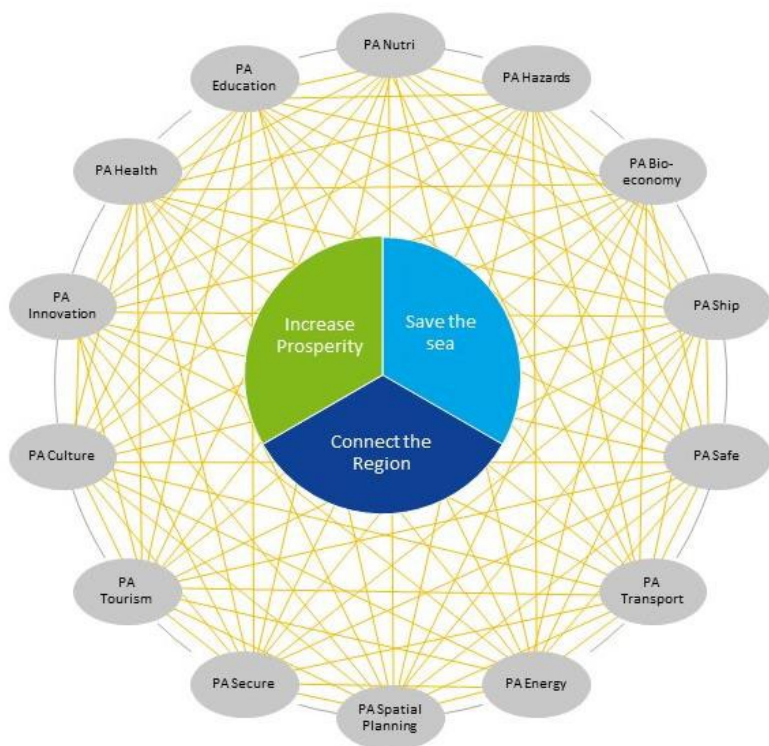 PA Nutri
PA Hazards
PA Bio-
economy
PA Ship
PA Safe
PA
Transport
PA Energy
PA Spatial
Planning
PA Secure
PA
Tourism
PA Culture
PA
Innovation
PA Health
PA
Education
Increase
Prosperity
Save the
sea
Connect the
Region